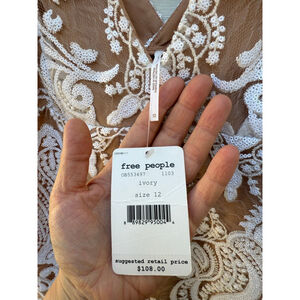 free people
OB553697 1103
ivory
size 12
suggested retail price
$108.00